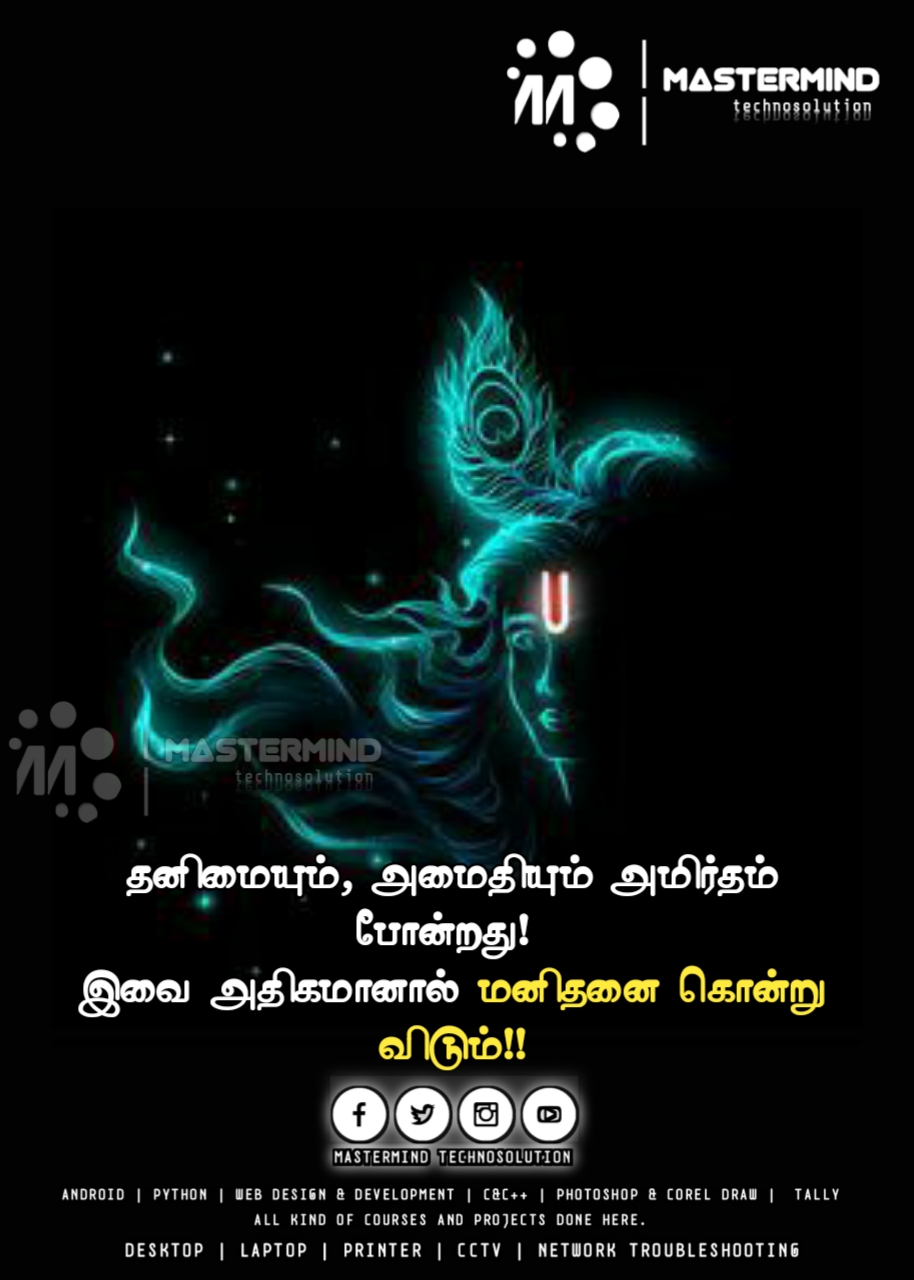 MASTERMIND
technosolution
MASTERMIND
technosolution
தனிமையும், அமைதியும் அமிர்தம்
போன்றது!
இவை அதிகமானால் மனிதனை கொன்று
விடும்!!
MASTERMIND TECHNOSOLUTION
ANDROID | PYTHON | WEB DESIGN & DEVELOPMENT | C&C++ | PHOTOSHOP & COREL DRAW | TALLY
ALL KIND OF COURSES AND PROJECTS DONE HERE.
DESKTOP | LAPTOP | PRINTER | CCTV | NETWORK TROUBLESHOOTING